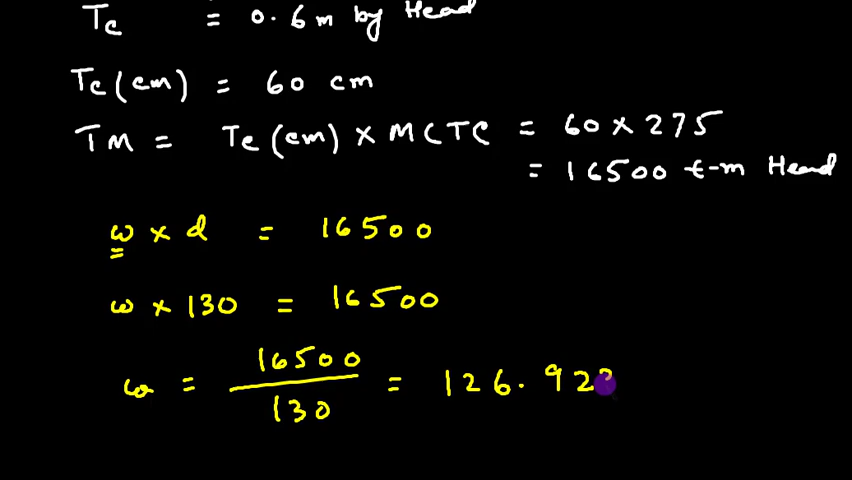 Tc = 0.6m by Head
Tc (cm) = 60 cm
TM = Tc (cm) × MCTC = 60 × 275
= 16500 t-m Head
w × d = 16500
w × 130 = 16500
w = 16500/130 = 126.92